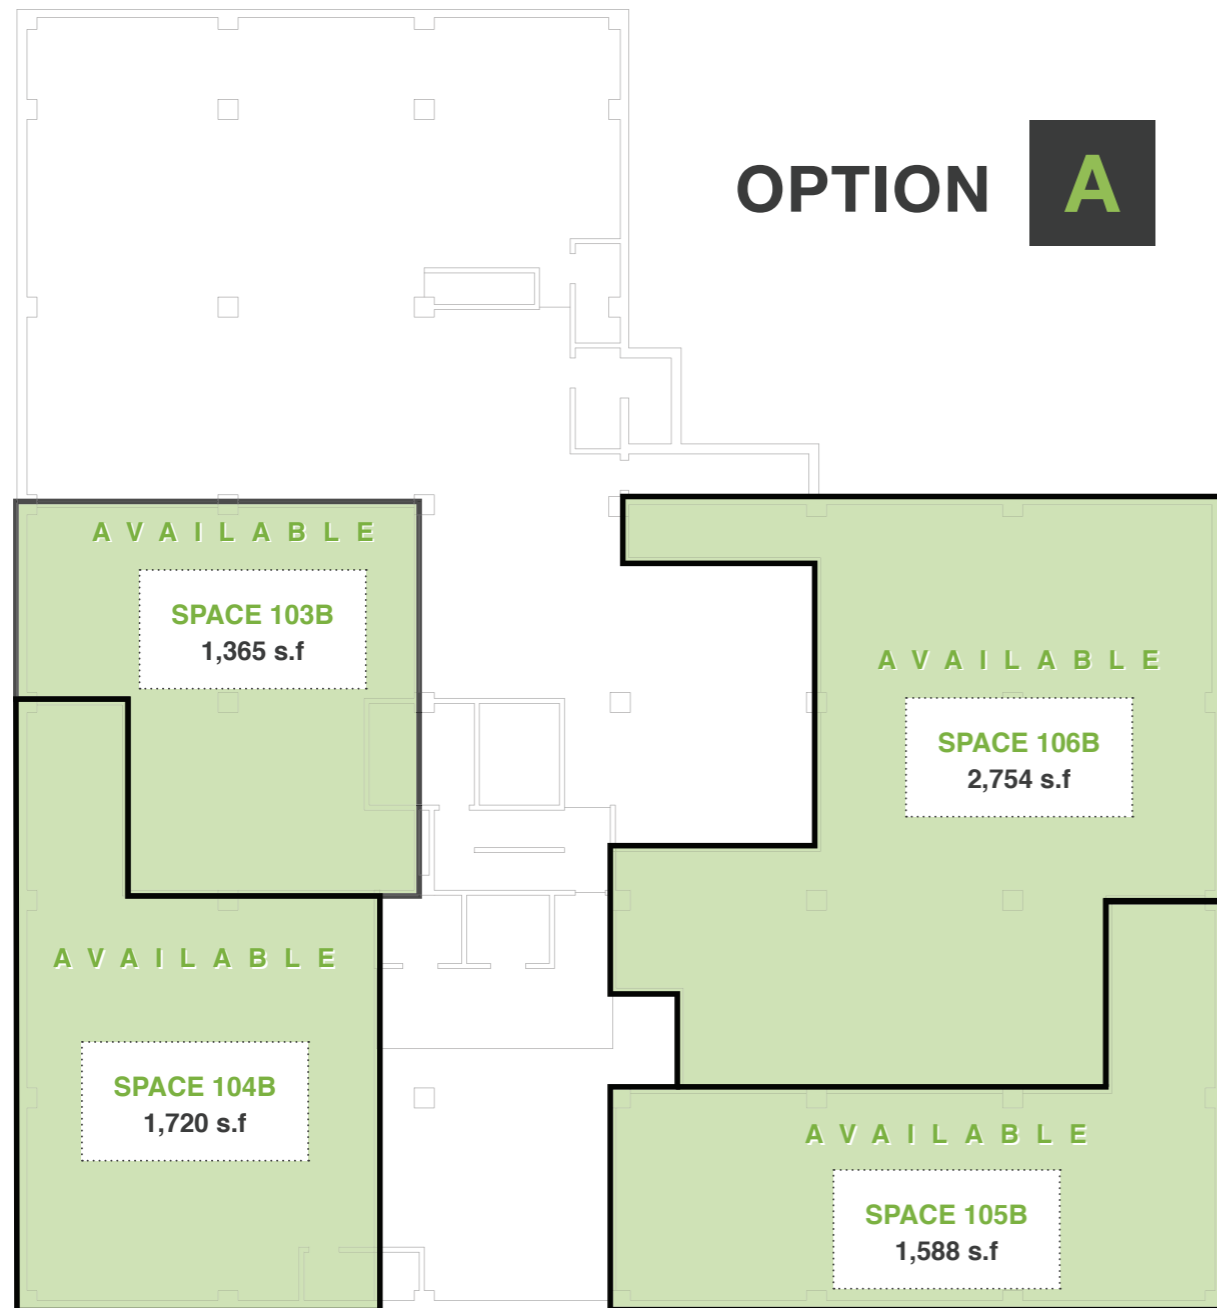 OPTION A
AVAILABLE
SPACE 103B
1,365 s.f
AVAILABLE
SPACE 106B
2,754 s.f
AVAILABLE
SPACE 104B
1,720 s.f
AVAILABLE
SPACE 105B
1,588 s.f